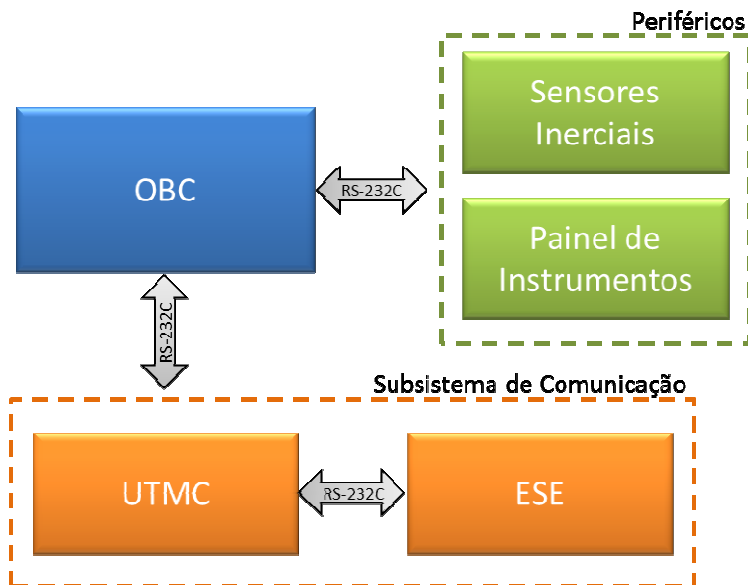 Periféricos
Sensores
Inerciais
OBC
RS-232C
Painel de
Instrumentos
RS-232C
Subsistema de Comunicação
UTMC
RS-232C
ESE